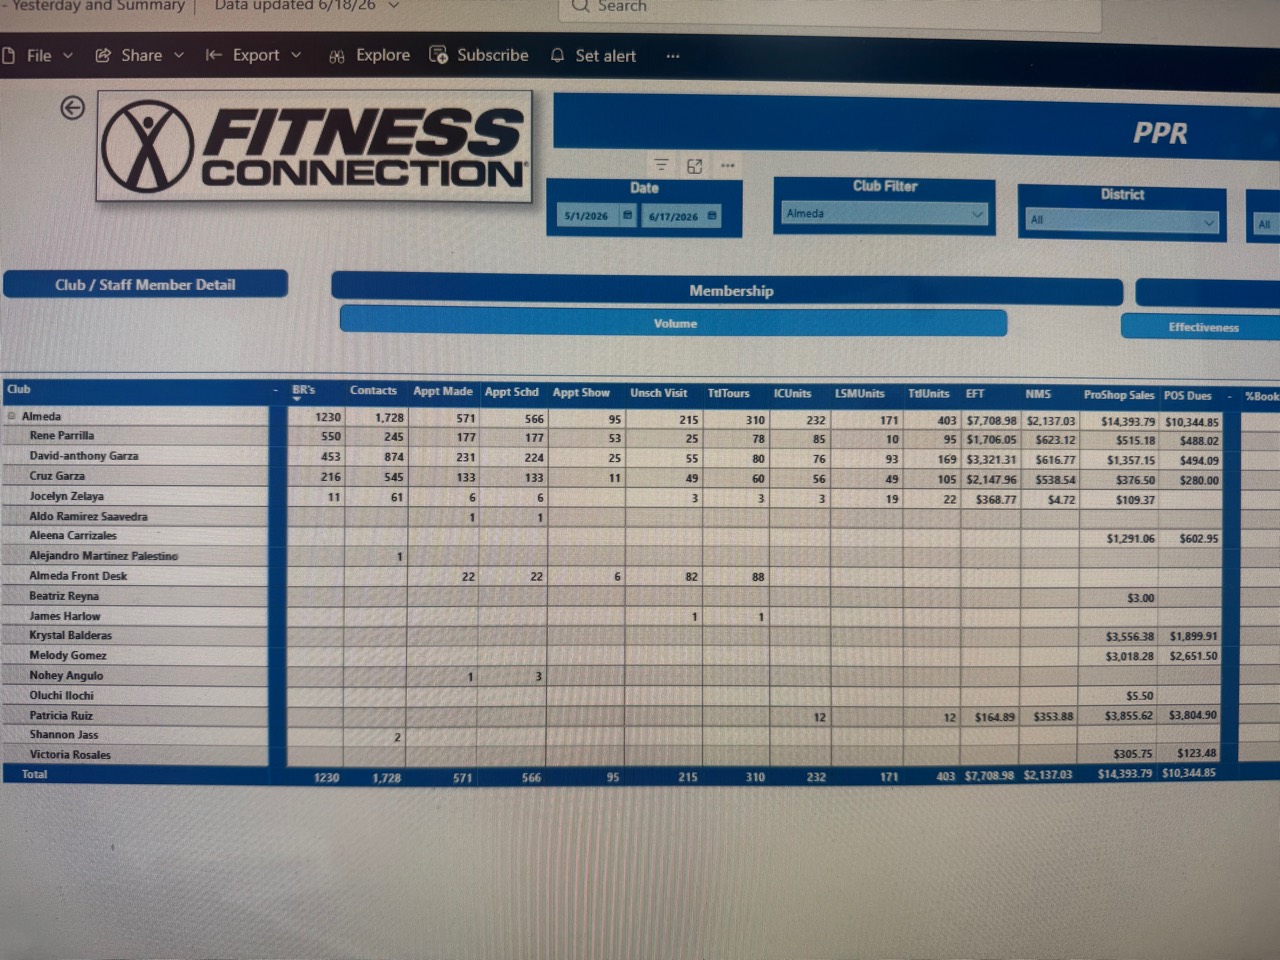 - Yesterday and Summary | Data updated 6/18/26
Search
File Share Export Explore Subscribe Set alert ...
FITNESS
CONNECTION
PPR
Date
5/1/2026 6/17/2026
Club Filter
Almeda
District
All
All
Club / Staff Member Detail
Membership
Volume
Effectiveness
Club - BR's Contacts Appt Made Appt Schd Appt Show Unsch Visit TtlTours ICUnits LSMUnits TtlUnits EFT NMS ProShop Sales POS Dues - %Book
Almeda 1230 1,728 571 566 95 215 310 232 171 403 $7,708.98 $2,137.03 $14,393.79 $10,344.85
Rene Parrilla 550 245 177 177 53 25 78 85 10 95 $1,706.05 $623.12 $515.18 $488.02
David-anthony Garza 453 874 231 224 25 55 80 76 93 169 $3,321.31 $616.77 $1,357.15 $494.09
Cruz Garza 216 545 133 133 11 49 60 56 49 105 $2,147.96 $538.54 $376.50 $280.00
Jocelyn Zelaya 11 61 6 6 3 3 3 19 22 $368.77 $4.72 $109.37
Aldo Ramirez Saavedra 1 1
Aleena Carrizales $1,291.06 $602.95
Alejandro Martinez Palestino 1
Almeda Front Desk 22 22 6 82 88
Beatriz Reyna $3.00
James Harlow 1 1
Krystal Balderas $3,556.38 $1,899.91
Melody Gomez $3,018.28 $2,651.50
Nohey Angulo 1 3
Oluchi Ilochi $5.50
Patricia Ruiz 12 12 $164.89 $353.88 $3,855.62 $3,804.90
Shannon Jass 2
Victoria Rosales $305.75 $123.48
Total 1230 1,728 571 566 95 215 310 232 171 403 $7,708.98 $2,137.03 $14,393.79 $10,344.85